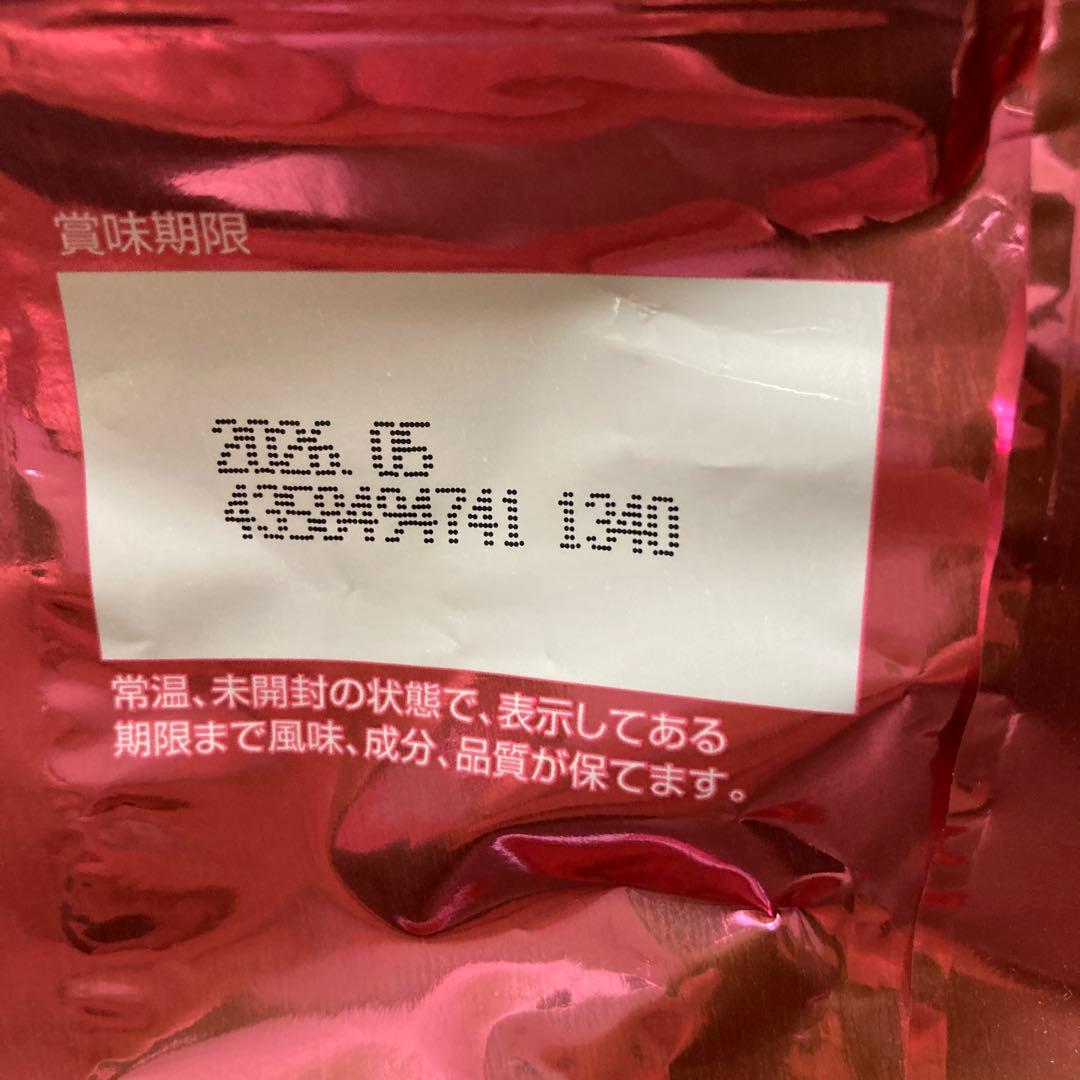 賞味期限
2026.05
4359494741 1340
常温、未開封の状態で、表示してある
期限まで風味、成分、品質が保てます。